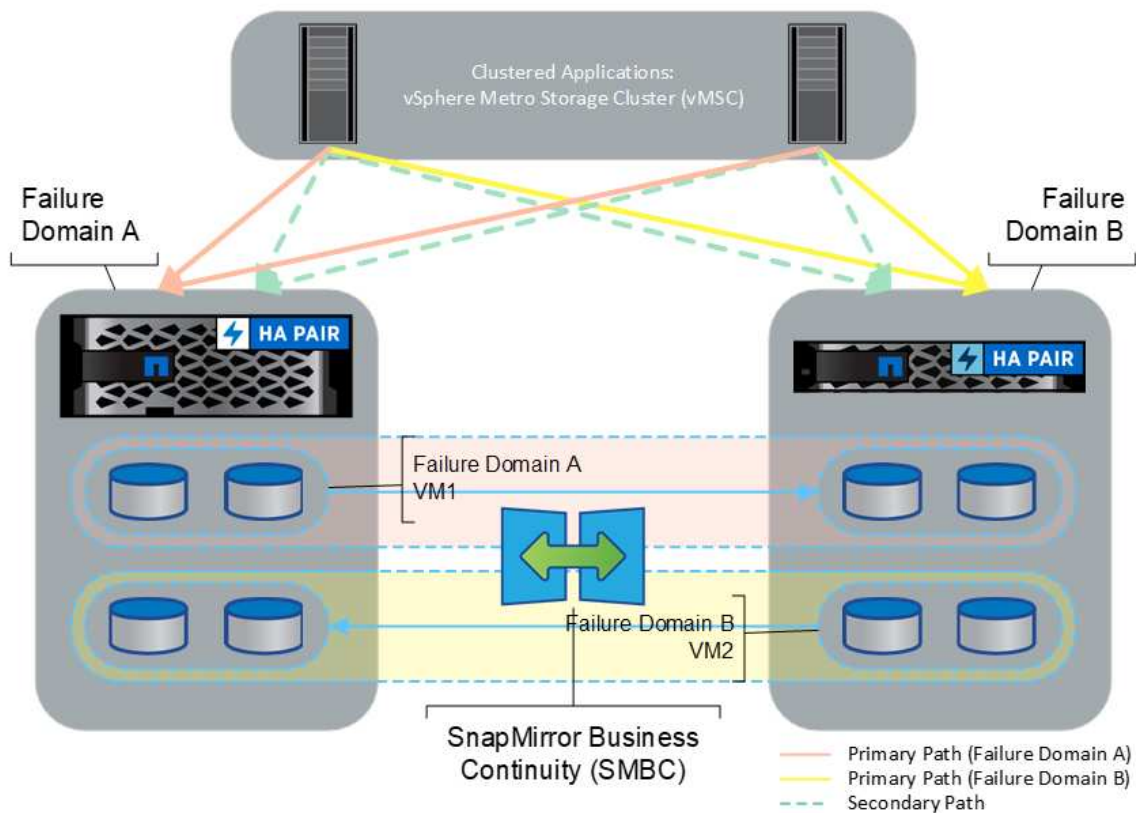 Clustered Applications:
vSphere Metro Storage Cluster (vMSC)
Failure
Domain A
Failure
Domain B
HA PAIR
HA PAIR
Failure Domain A
VM1
Failure Domain B
VM2
SnapMirror Business
Continuity (SMBC)
Primary Path (Failure Domain A)
Primary Path (Failure Domain B)
Secondary Path